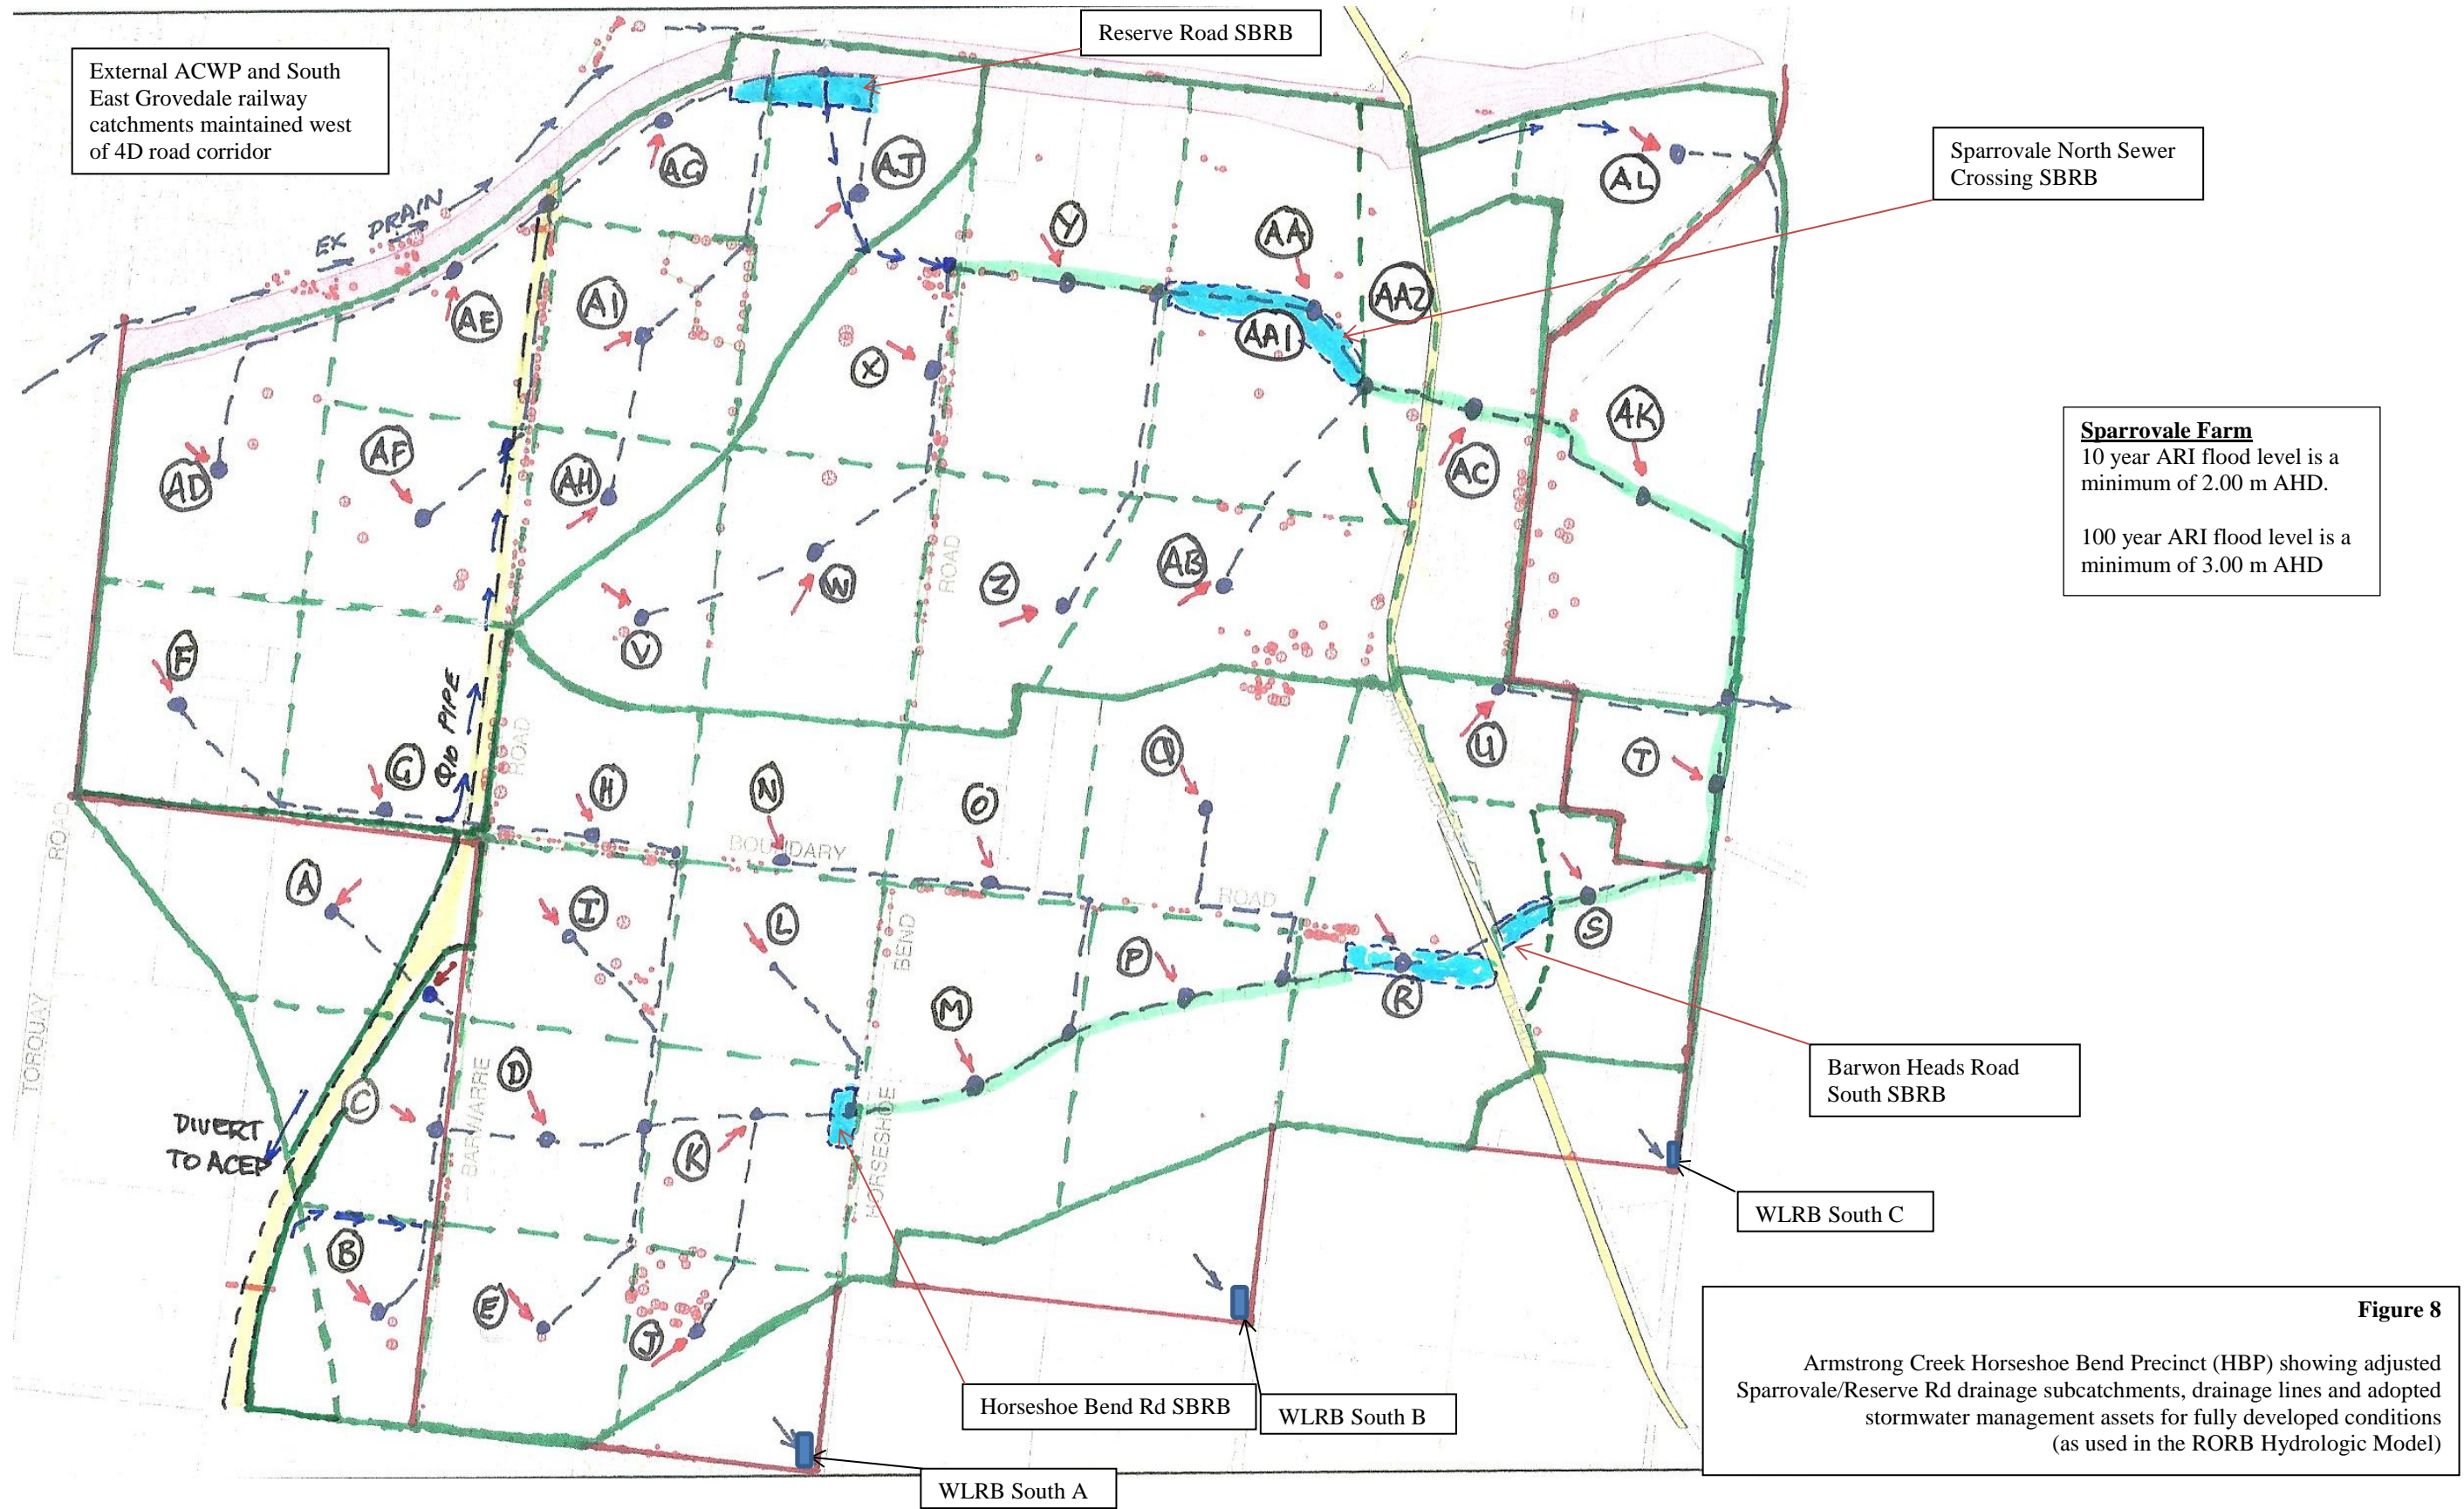 Reserve Road SBRB
External ACWP and South
East Grovedale railway
catchments maintained west
of 4D road corridor
Sparrovale North Sewer
Crossing SBRB
EX DRAIN
AG
AJ
AL
Y
AA
AA2
AE
AI
AA1
X
AK
Sparrovale Farm
10 year ARI flood level is a
minimum of 2.00 m AHD.
100 year ARI flood level is a
minimum of 3.00 m AHD
AD
AF
AH
AC
ROAD
W
Z
AB
V
F
Q10 PIPE
ROAD
G
H
N
O
Q
U
T
BOUNDARY
ROAD
ROAD
A
I
L
BEND
P
S
R
M
ROAD
TORQUAY
BARWARRE
D
C
K
HORSESHOE
DIVERT
TO ACEP
Barwon Heads Road
South SBRB
B
E
J
WLRB South C
Horseshoe Bend Rd SBRB
WLRB South B
WLRB South A
Figure 8
Armstrong Creek Horseshoe Bend Precinct (HBP) showing adjusted
Sparrovale/Reserve Rd drainage subcatchments, drainage lines and adopted
stormwater management assets for fully developed conditions
(as used in the RORB Hydrologic Model)